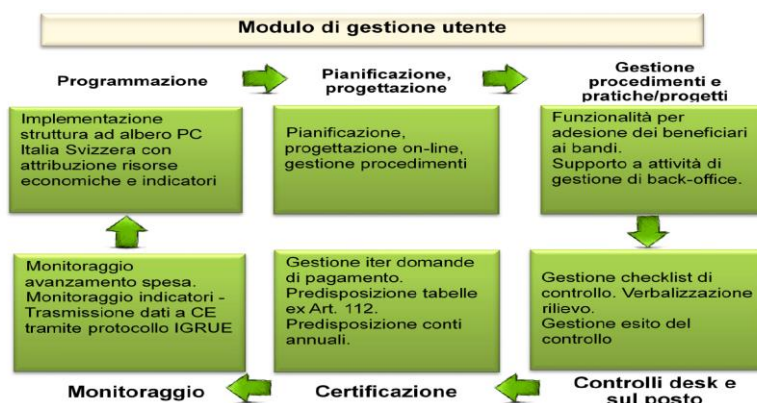 Modulo di gestione utente
Programmazione
Pianificazione,
progettazione
Gestione
procedimenti e
pratiche/progetti
Implementazione
struttura ad albero PC
Italia Svizzera con
attribuzione risorse
economiche e indicatori
Pianificazione,
progettazione on-line,
gestione procedimenti
Funzionalità per
adesione dei beneficiari
ai bandi.
Supporto a attività di
gestione di back-office.
Monitoraggio
avanzamento spesa.
Monitoraggio indicatori -
Trasmissione dati a CE
tramite protocollo IGRUE
Gestione iter domande
di pagamento.
Predisposizione tabelle
ex Art. 112.
Predisposizione conti
annuali.
Gestione checklist di
controllo. Verbalizzazione
rilievo.
Gestione esito del
controllo
Monitoraggio
Certificazione
Controlli desk e
sul posto